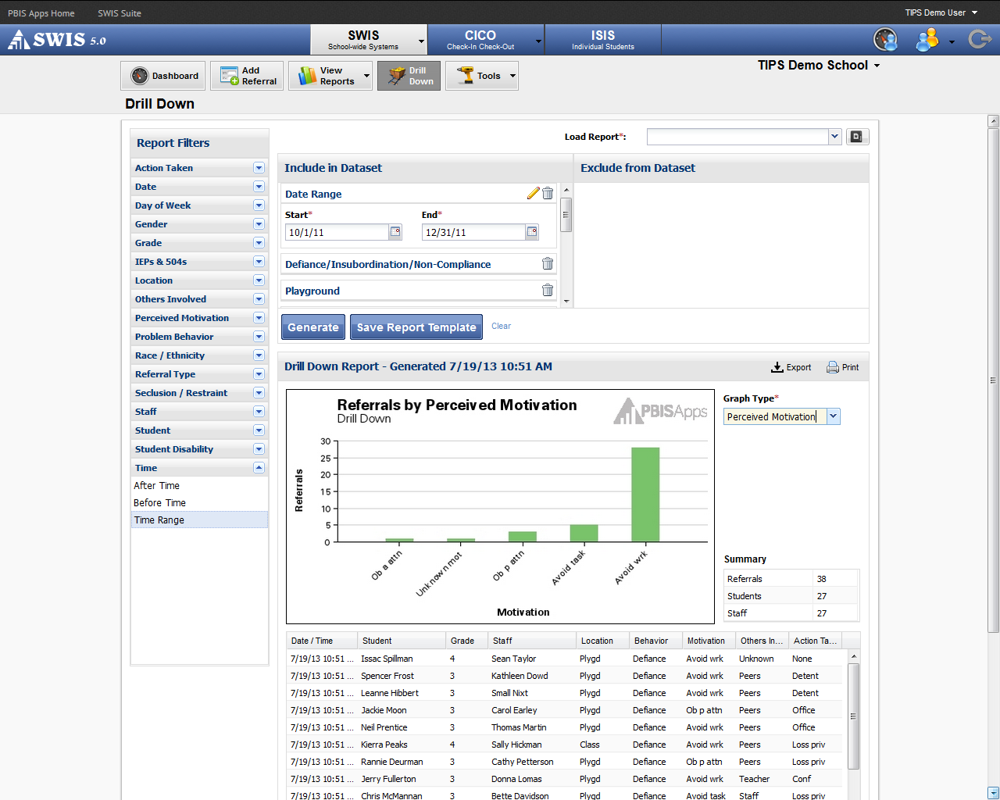 PBIS Apps Home SWIS Suite TIPS Demo User
SWIS 5.0
SWIS
School-wide Systems
CICO
Check-In Check-Out
ISIS
Individual Students
Dashboard
Add Referral
View Reports
Drill Down
Tools
TIPS Demo School
Drill Down
Report Filters
Action Taken
Date
Day of Week
Gender
Grade
IEPs & 504s
Location
Others Involved
Perceived Motivation
Problem Behavior
Race / Ethnicity
Referral Type
Seclusion / Restraint
Staff
Student
Student Disability
Time
After Time
Before Time
Time Range
Load Report*:
Include in Dataset
Exclude from Dataset
Date Range
Start* End*
10/1/11 12/31/11
Defiance/Insubordination/Non-Compliance
Playground
Generate Save Report Template Clear
Drill Down Report - Generated 7/19/13 10:51 AM
Export Print
Referrals by Perceived Motivation
Drill Down
PBISApps
Referrals
30
25
20
15
10
5
0
Ob a attn
Unknown mot
Ob p attn
Avoid task
Avoid wrk
Motivation
Graph Type*
Perceived Motivation
Summary
Referrals 38
Students 27
Staff 27
Date / Time Student Grade Staff Location Behavior Motivation Others In... Action Ta...
7/19/13 10:51 ... Issac Spillman 4 Sean Taylor Plygd Defiance Avoid wrk Unknown None
7/19/13 10:51 ... Spencer Frost 3 Kathleen Dowd Plygd Defiance Avoid wrk Peers Detent
7/19/13 10:51 ... Leanne Hibbert 3 Small Nixt Plygd Defiance Avoid wrk Peers Detent
7/19/13 10:51 ... Jackie Moon 3 Carol Earley Plygd Defiance Ob p attn Peers Office
7/19/13 10:51 ... Neil Prentice 3 Thomas Martin Plygd Defiance Avoid wrk Peers Office
7/19/13 10:51 ... Kierra Peaks 4 Sally Hickman Class Defiance Avoid wrk Peers Loss priv
7/19/13 10:51 ... Rannie Deurman 3 Cathy Petterson Plygd Defiance Ob p attn Peers Loss priv
7/19/13 10:51 ... Jerry Fullerton 3 Donna Lomas Plygd Defiance Avoid wrk Teacher Conf
7/19/13 10:51 ... Chris McMannan 3 Bette Davidson Plygd Defiance Avoid task Staff Loss priv